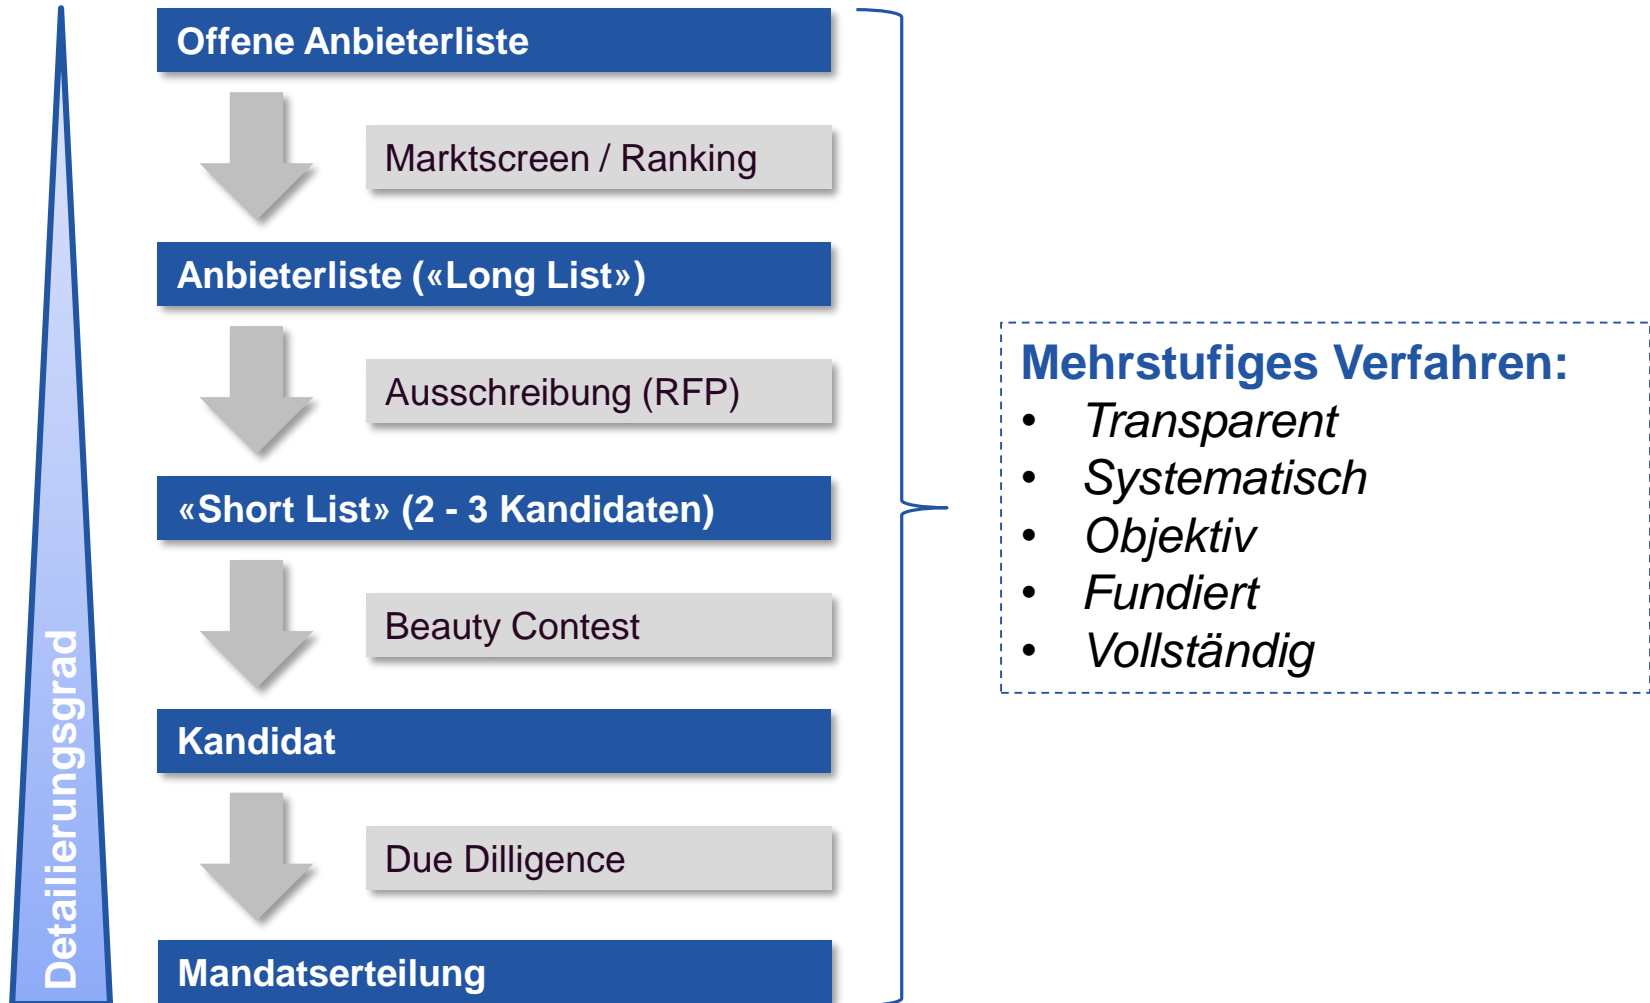 Offene Anbieterliste
Marktscreen / Ranking
Anbieterliste («Long List»)
Ausschreibung (RFP)
«Short List» (2 - 3 Kandidaten)
Beauty Contest
Kandidat
Due Dilligence
Mandatserteilung
Detailierungsgrad
Mehrstufiges Verfahren:
• Transparent
• Systematisch
• Objektiv
• Fundiert
• Vollständig